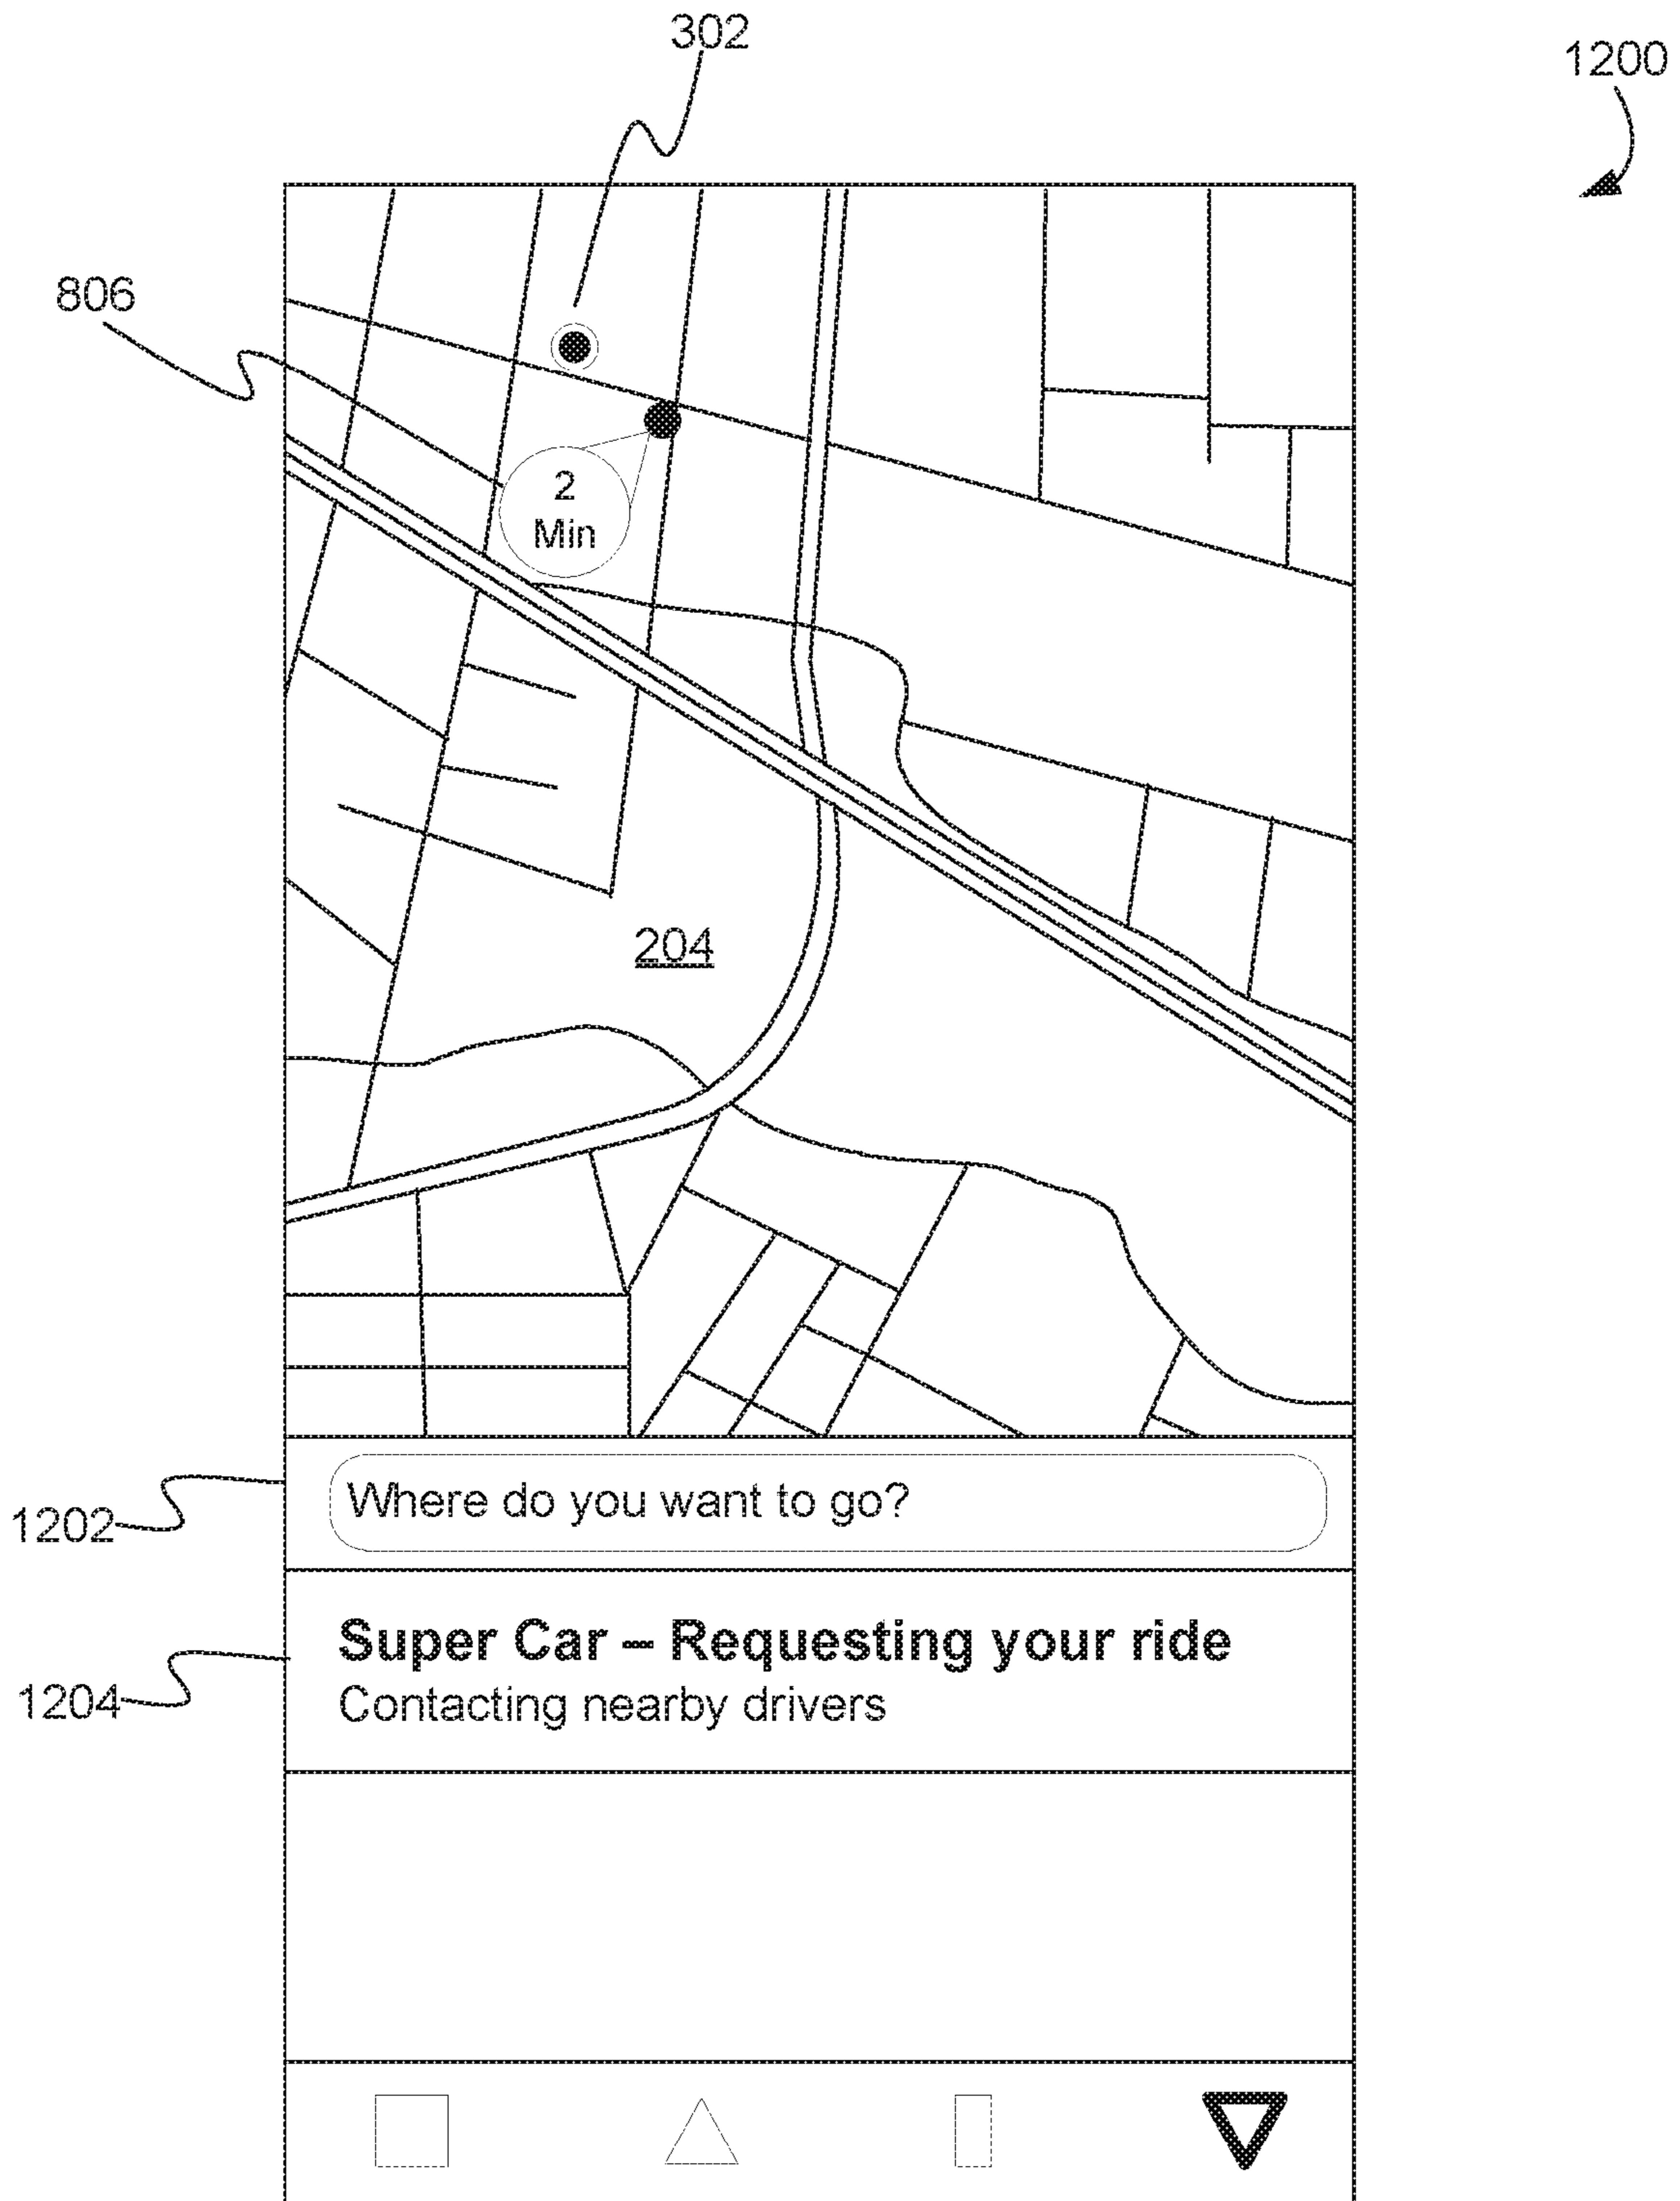 302
1200
806
2
Min
204
Where do you want to go?
1202
Super Car – Requesting your ride
1204
Contacting nearby drivers